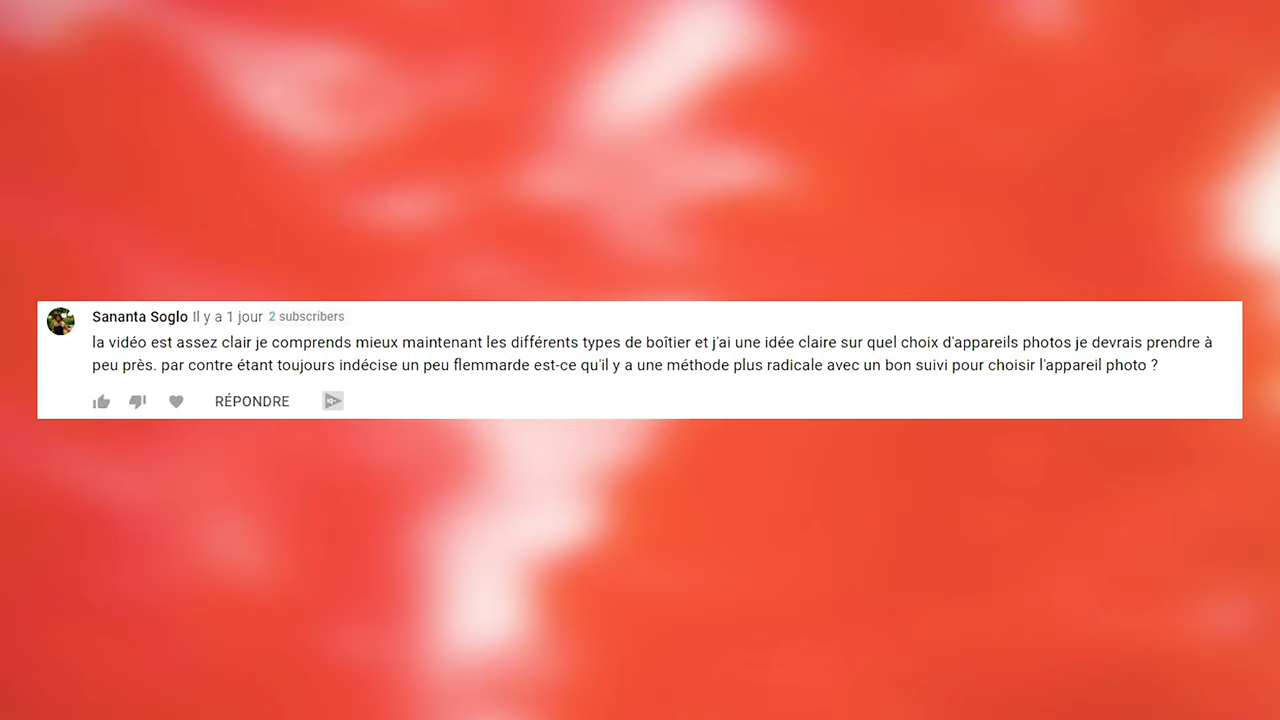 Sananta Soglo Il y a 1 jour 2 subscribers
la vidéo est assez clair je comprends mieux maintenant les différents types de boîtier et j'ai une idée claire sur quel choix d'appareils photos je devrais prendre à
peu près. par contre étant toujours indécise un peu flemmarde est-ce qu'il y a une méthode plus radicale avec un bon suivi pour choisir l'appareil photo ?
RÉPONDRE